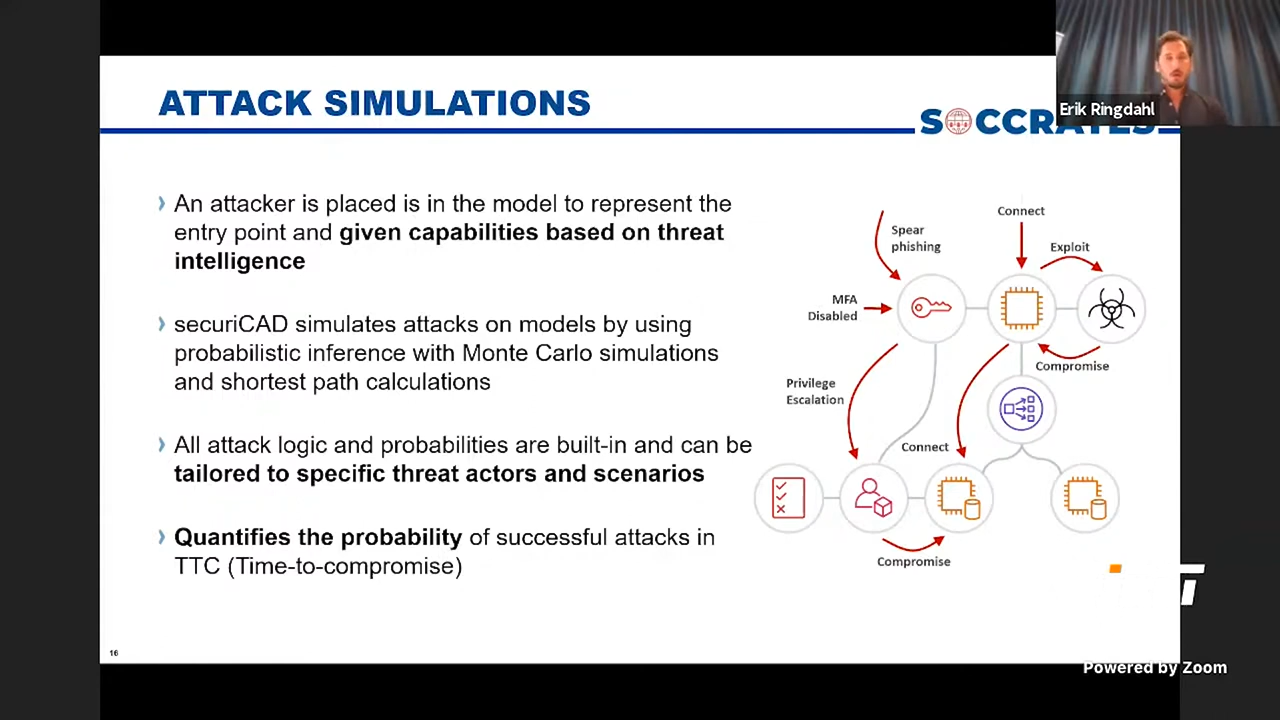 ATTACK SIMULATIONS
Erik Ringdahl
An attacker is placed is in the model to represent the
entry point and given capabilities based on threat
intelligence
securiCAD simulates attacks on models by using
probabilistic inference with Monte Carlo simulations
and shortest path calculations
All attack logic and probabilities are built-in and can be
tailored to specific threat actors and scenarios
Quantifies the probability of successful attacks in
TTC (Time-to-compromise)
Connect
Spear
phishing
Exploit
MFA
Disabled
Compromise
Privilege
Escalation
Connect
Compromise
16
Powered by Zoom